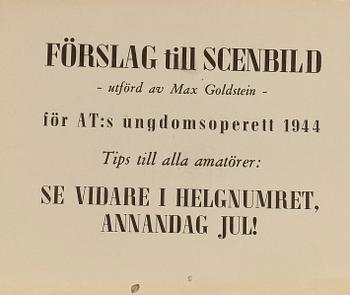 FÖRSLAG till SCENBILD
- utförd av Max Goldstein -
för AT:s ungdomsoperett 1944
Tips till alla amatörer:
SE VIDARE I HELGNUMRET,
ANNANDAG JUL!